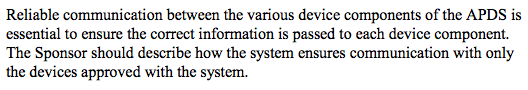 Reliable communication between the various device components of the APDS is
essential to ensure the correct information is passed to each device component.
The Sponsor should describe how the system ensures communication with only
the devices approved with the system.